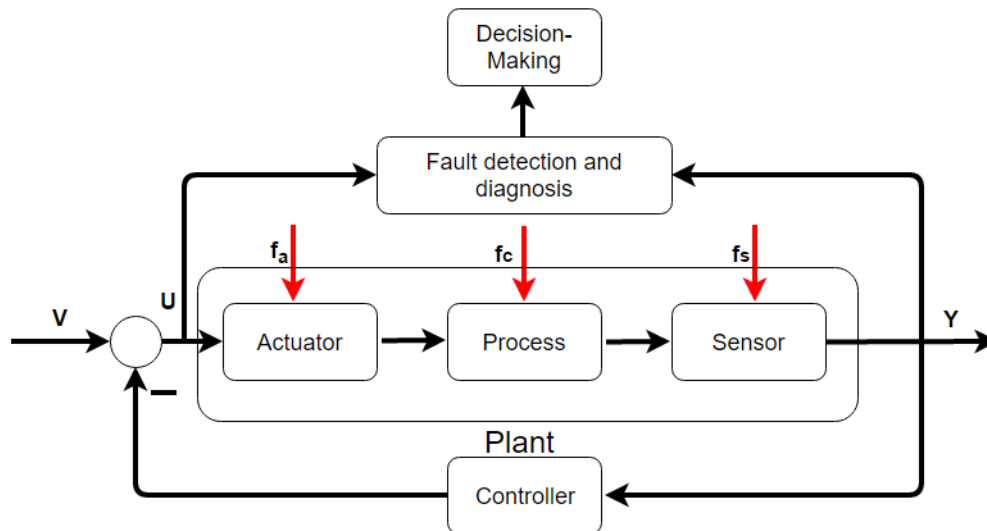 Decision-
Making
Fault detection and
diagnosis
fa
fc
fs
V
U
Actuator
Process
Sensor
Y
Plant
Controller